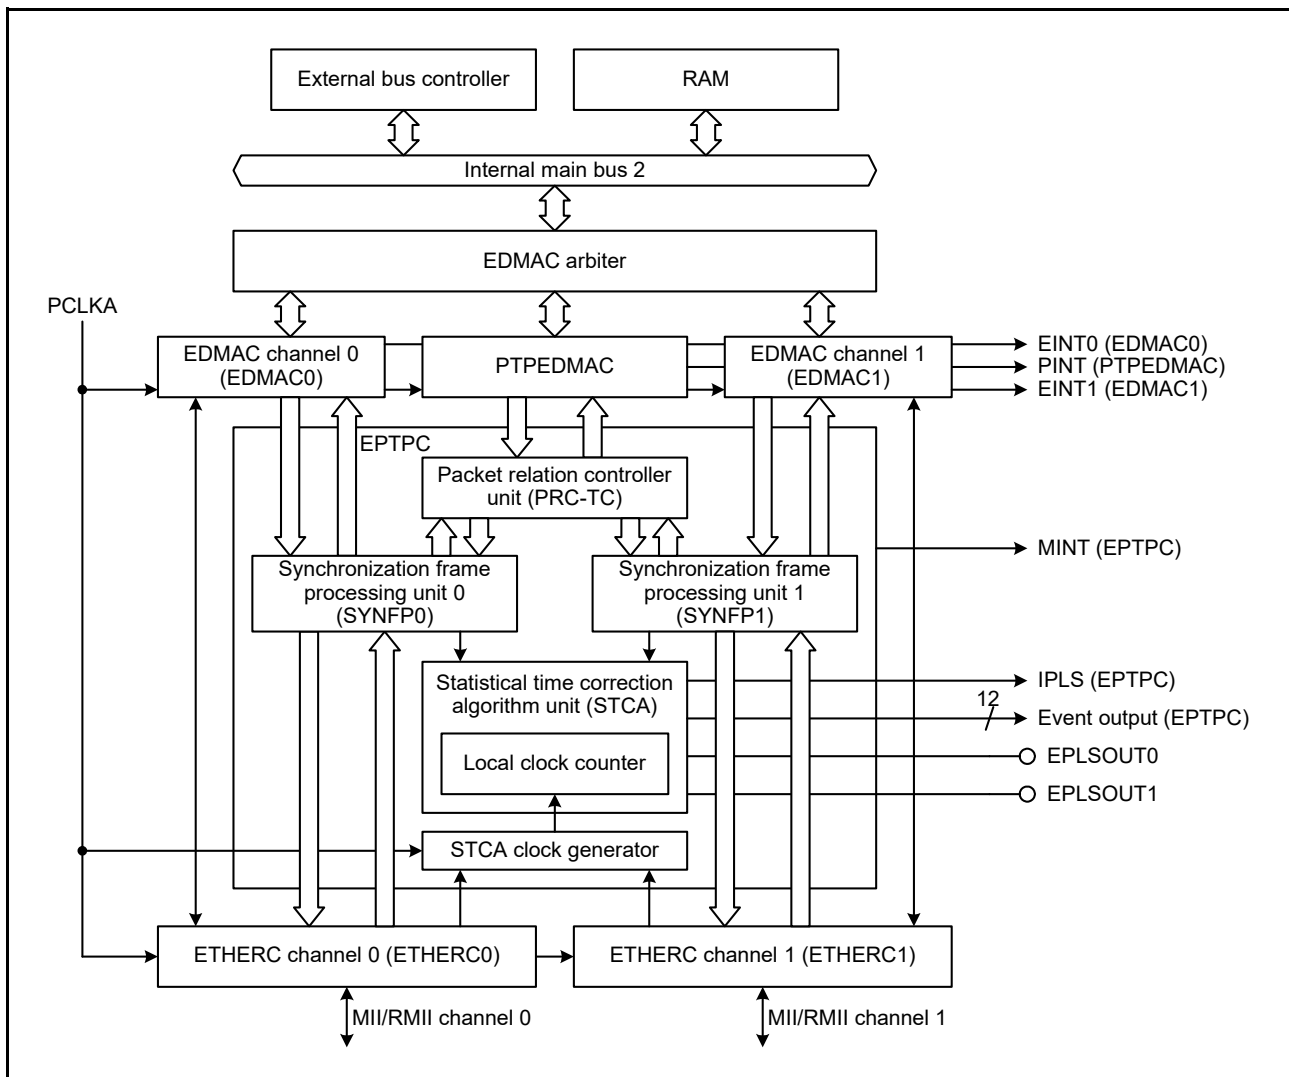 External bus controller
RAM
Internal main bus 2
EDMAC arbiter
PCLKA
EDMAC channel 0
(EDMAC0)
PTPEDMAC
EDMAC channel 1
(EDMAC1)
EINT0 (EDMAC0)
PINT (PTPEDMAC)
EINT1 (EDMAC1)
EPTPC
Packet relation controller
unit (PRC-TC)
Synchronization frame
processing unit 0
(SYNFP0)
Synchronization frame
processing unit 1
(SYNFP1)
MINT (EPTPC)
Statistical time correction
algorithm unit (STCA)
Local clock counter
IPLS (EPTPC)
12
Event output (EPTPC)
EPLSOUT0
EPLSOUT1
STCA clock generator
ETHERC channel 0 (ETHERC0)
ETHERC channel 1 (ETHERC1)
MII/RMII channel 0
MII/RMII channel 1